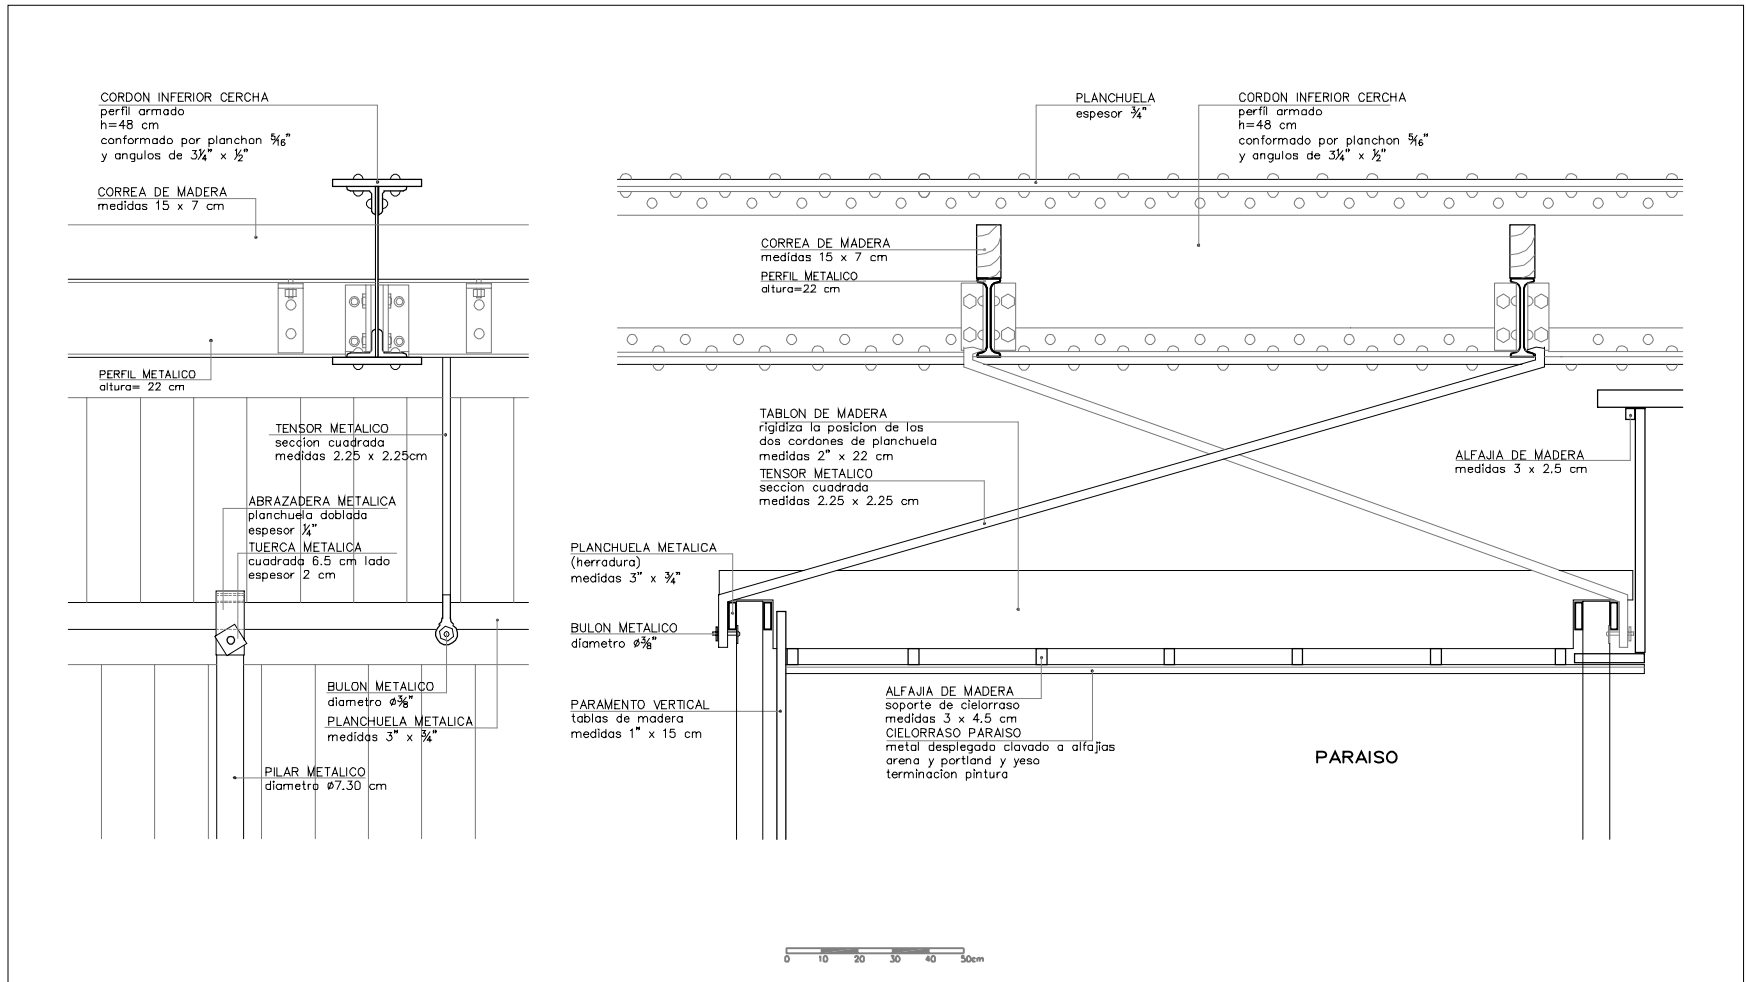 CORDON INFERIOR CERCHA
perfil armado
h=48 cm
conformado por planchon 5/16"
y angulos de 31/4" x 1/2"
CORREA DE MADERA
medidas 15 x 7 cm
PERFIL METALICO
altura= 22 cm
TENSOR METALICO
seccion cuadrada
medidas 2.25 x 2.25cm
ABRAZADERA METALICA
planchuela doblada
espesor 1/4"
TUERCA METALICA
cuadrada 6.5 cm lado
espesor 2 cm
BULON METALICO
diametro ø3/8"
PLANCHUELA METALICA
medidas 3" x 3/4"
PILAR METALICO
diametro ø7.30 cm
PLANCHUELA
espesor 3/4"
CORDON INFERIOR CERCHA
perfil armado
h=48 cm
conformado por planchon 5/16"
y angulos de 31/4" x 1/2"
CORREA DE MADERA
medidas 15 x 7 cm
PERFIL METALICO
altura=22 cm
TABLON DE MADERA
rigidiza la posicion de los
dos cordones de planchuela
medidas 2" x 22 cm
TENSOR METALICO
seccion cuadrada
medidas 2.25 x 2.25 cm
ALFAJIA DE MADERA
medidas 3 x 2.5 cm
PLANCHUELA METALICA
(herradura)
medidas 3" x 3/4"
BULON METALICO
diametro ø3/8"
PARAMENTO VERTICAL
tablas de madera
medidas 1" x 15 cm
ALFAJIA DE MADERA
soporte de cielorraso
medidas 3 x 4.5 cm
CIELORRASO PARAISO
metal desplegada clavado a alfajias
arena y portland y yeso
terminacion pintura
PARAISO
0 10 20 30 40 50cm